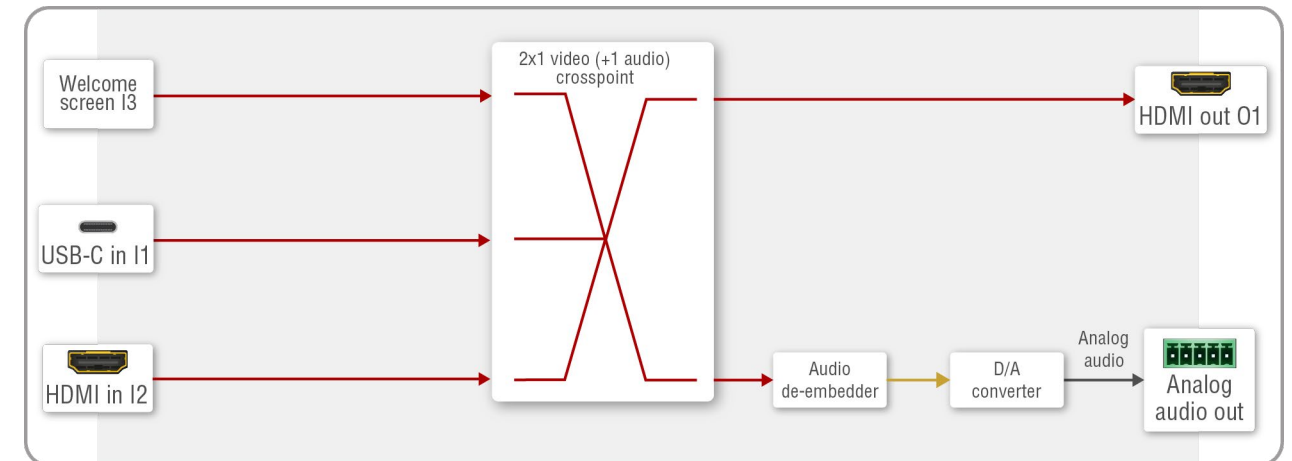 2x1 video (+1 audio)
crosspoint
Welcome
screen I3
HDMI out O1
USB-C in I1
HDMI in I2
Audio
de-embedder
D/A
converter
Analog
audio
Analog
audio out